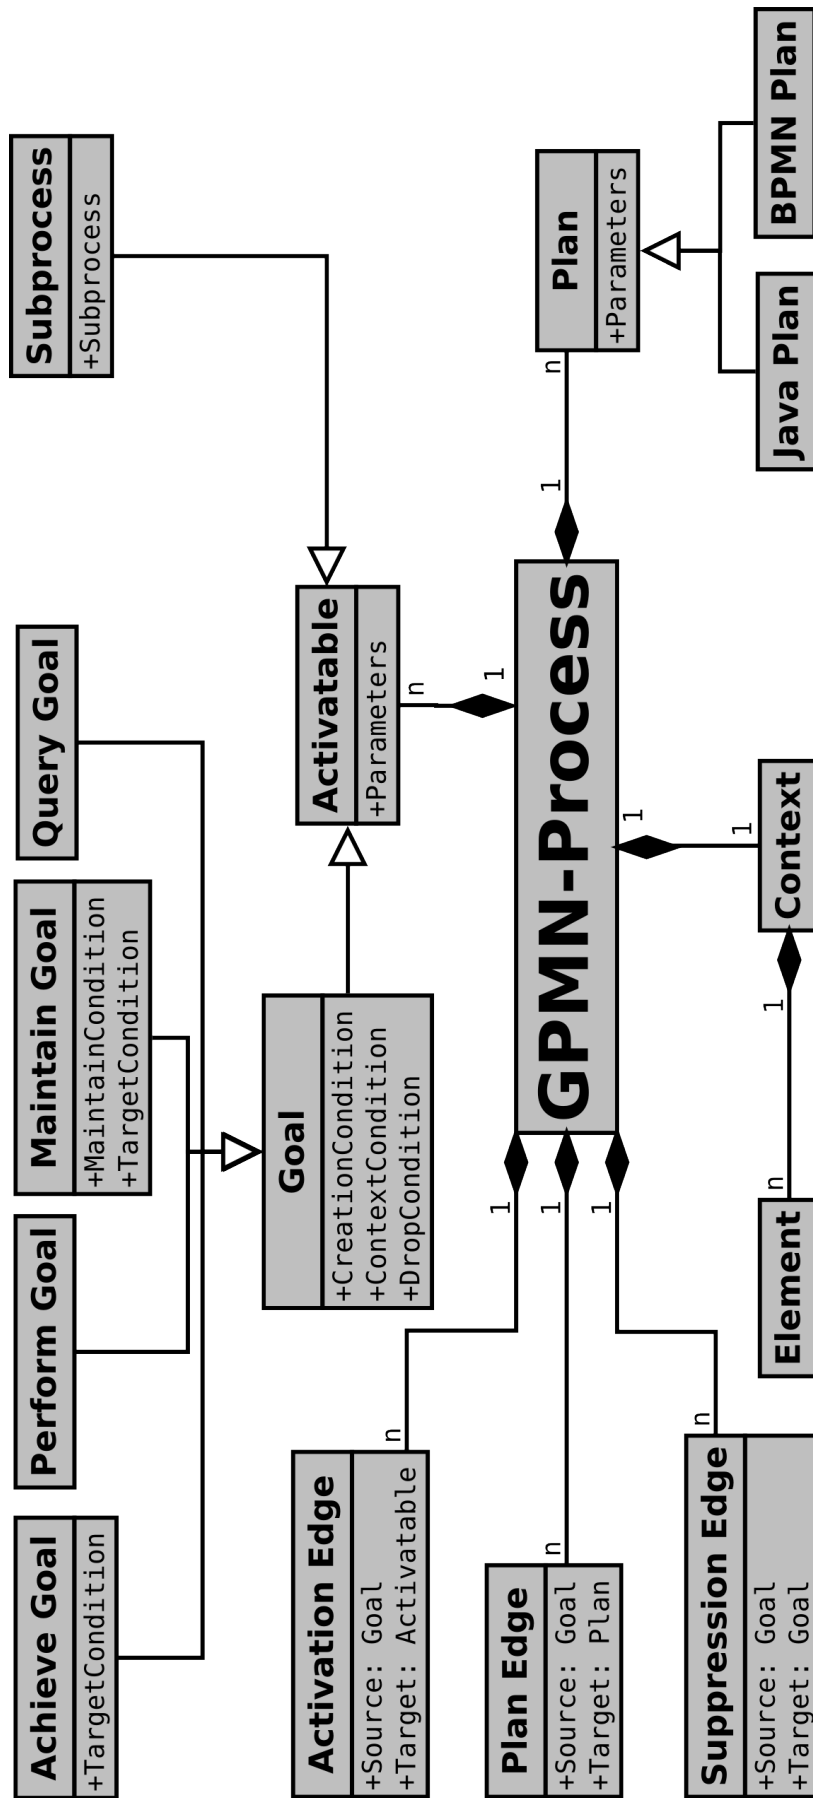 Achieve Goal
+TargetCondition
Perform Goal
Maintain Goal
+MaintainCondition
+TargetCondition
Query Goal
Subprocess
+Subprocess
Goal
+CreationCondition
+ContextCondition
+DropCondition
Activatable
+Parameters
n
1
Activation Edge
+Source: Goal
+Target: Activatable
n
1
Plan Edge
+Source: Goal
+Target: Plan
n
1
Suppression Edge
+Source: Goal
+Target: Goal
n
1
GPMN-Process
1
n
Plan
+Parameters
1
1
Context
1
n
Element
Java Plan
BPMN Plan